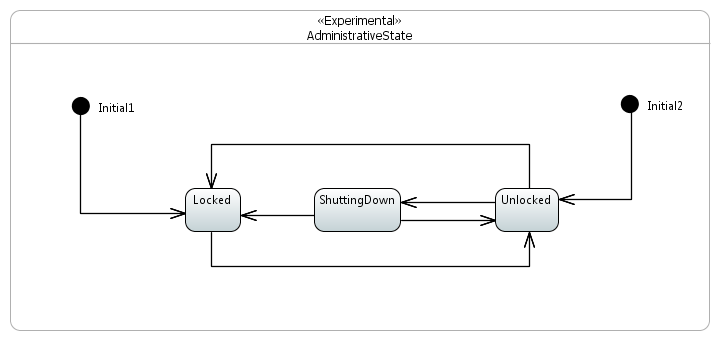 «Experimental»
AdministrativeState
Initial1
Initial2
Locked
ShuttingDown
Unlocked